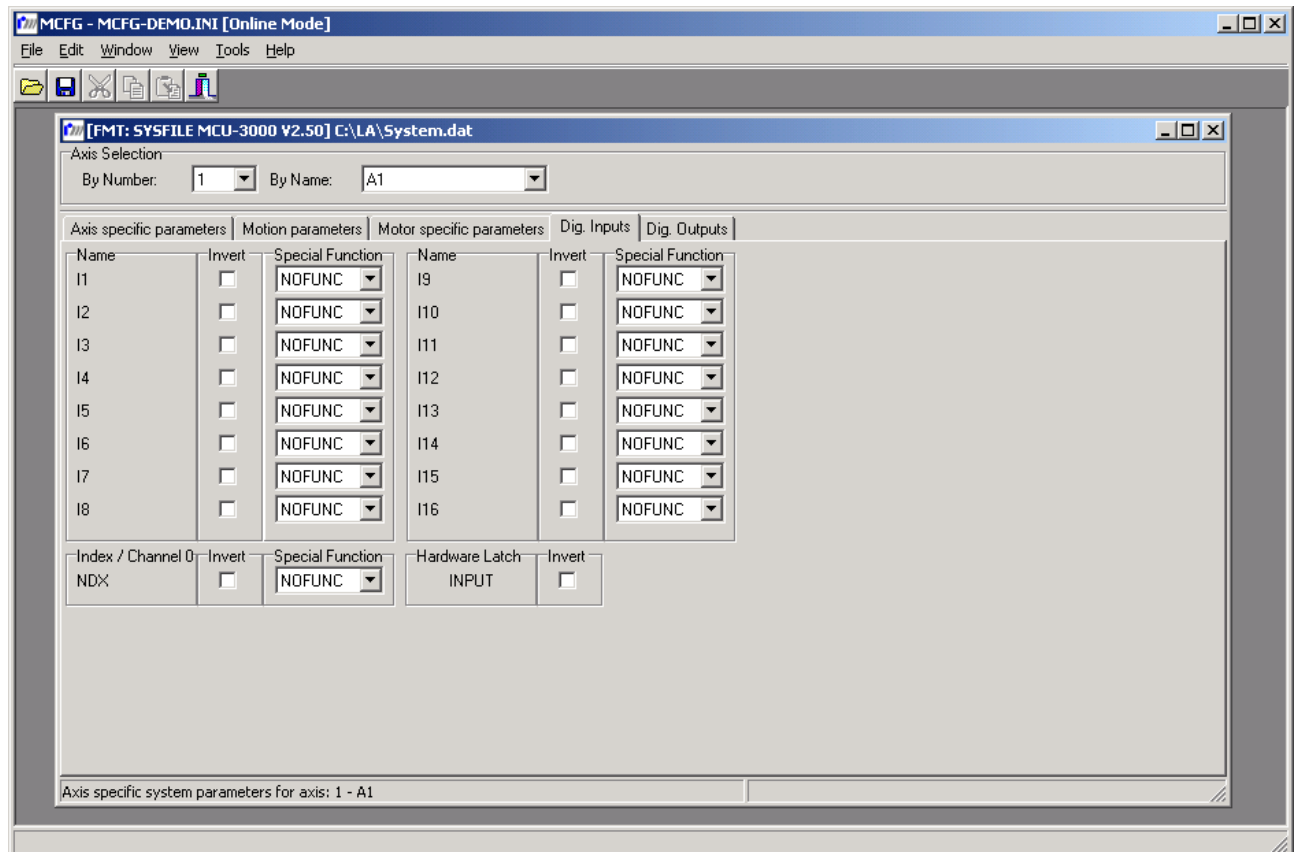 MCFG - MCFG-DEMO.INI [Online Mode]
File Edit Window View Tools Help
[FMT: SYSFILE MCU-3000 V2.50] C:\LA\System.dat
Axis Selection
By Number: 1 By Name: A1
Axis specific parameters Motion parameters Motor specific parameters Dig. Inputs Dig. Outputs
Name Invert Special Function Name Invert Special Function
I1 NOFUNC I9 NOFUNC
I2 NOFUNC I10 NOFUNC
I3 NOFUNC I11 NOFUNC
I4 NOFUNC I12 NOFUNC
I5 NOFUNC I13 NOFUNC
I6 NOFUNC I14 NOFUNC
I7 NOFUNC I15 NOFUNC
I8 NOFUNC I16 NOFUNC
Index / Channel 0 Invert Special Function Hardware Latch Invert
NDX NOFUNC INPUT
Axis specific system parameters for axis: 1 - A1